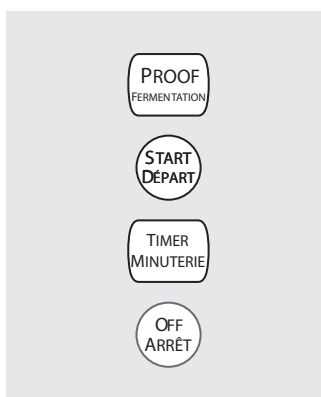 PROOF
FERMENTATION
START
DÉPART
TIMER
MINUTERIE
OFF
ARRÊT